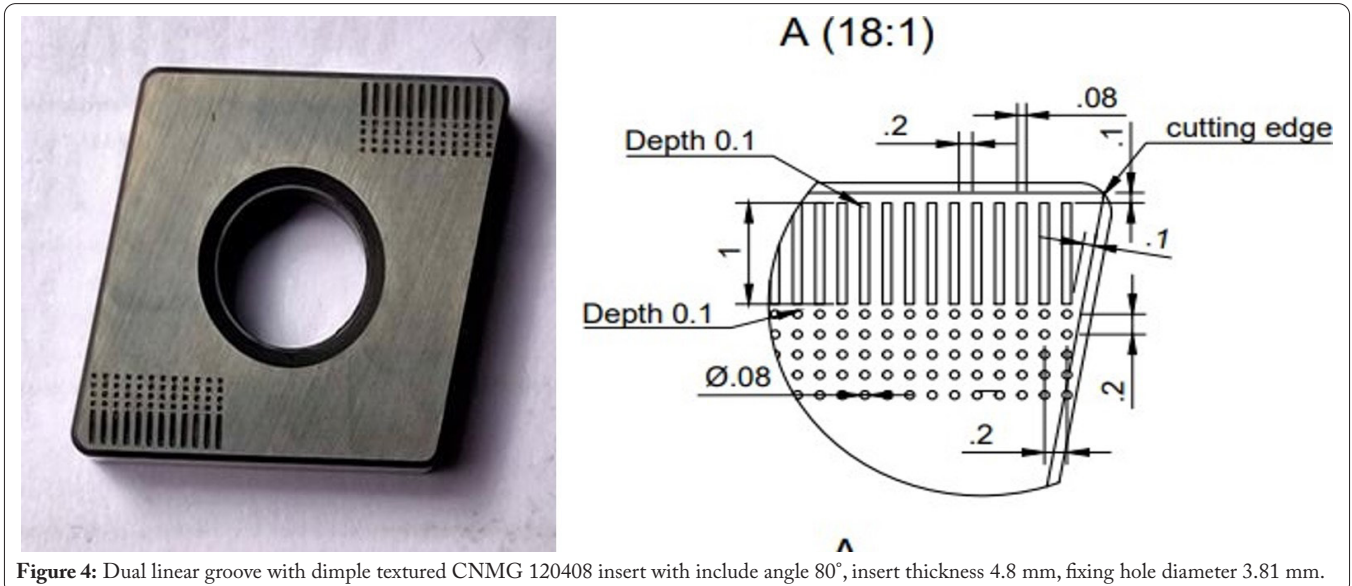 A (18:1)
.08
.2
.1
cutting edge
Depth 0.1
1
.1
Depth 0.1
Ø.08
.2
.2
Figure 4: Dual linear groove with dimple textured CNMG 120408 insert with include angle 80°, insert thickness 4.8 mm, fixing hole diameter 3.81 mm.